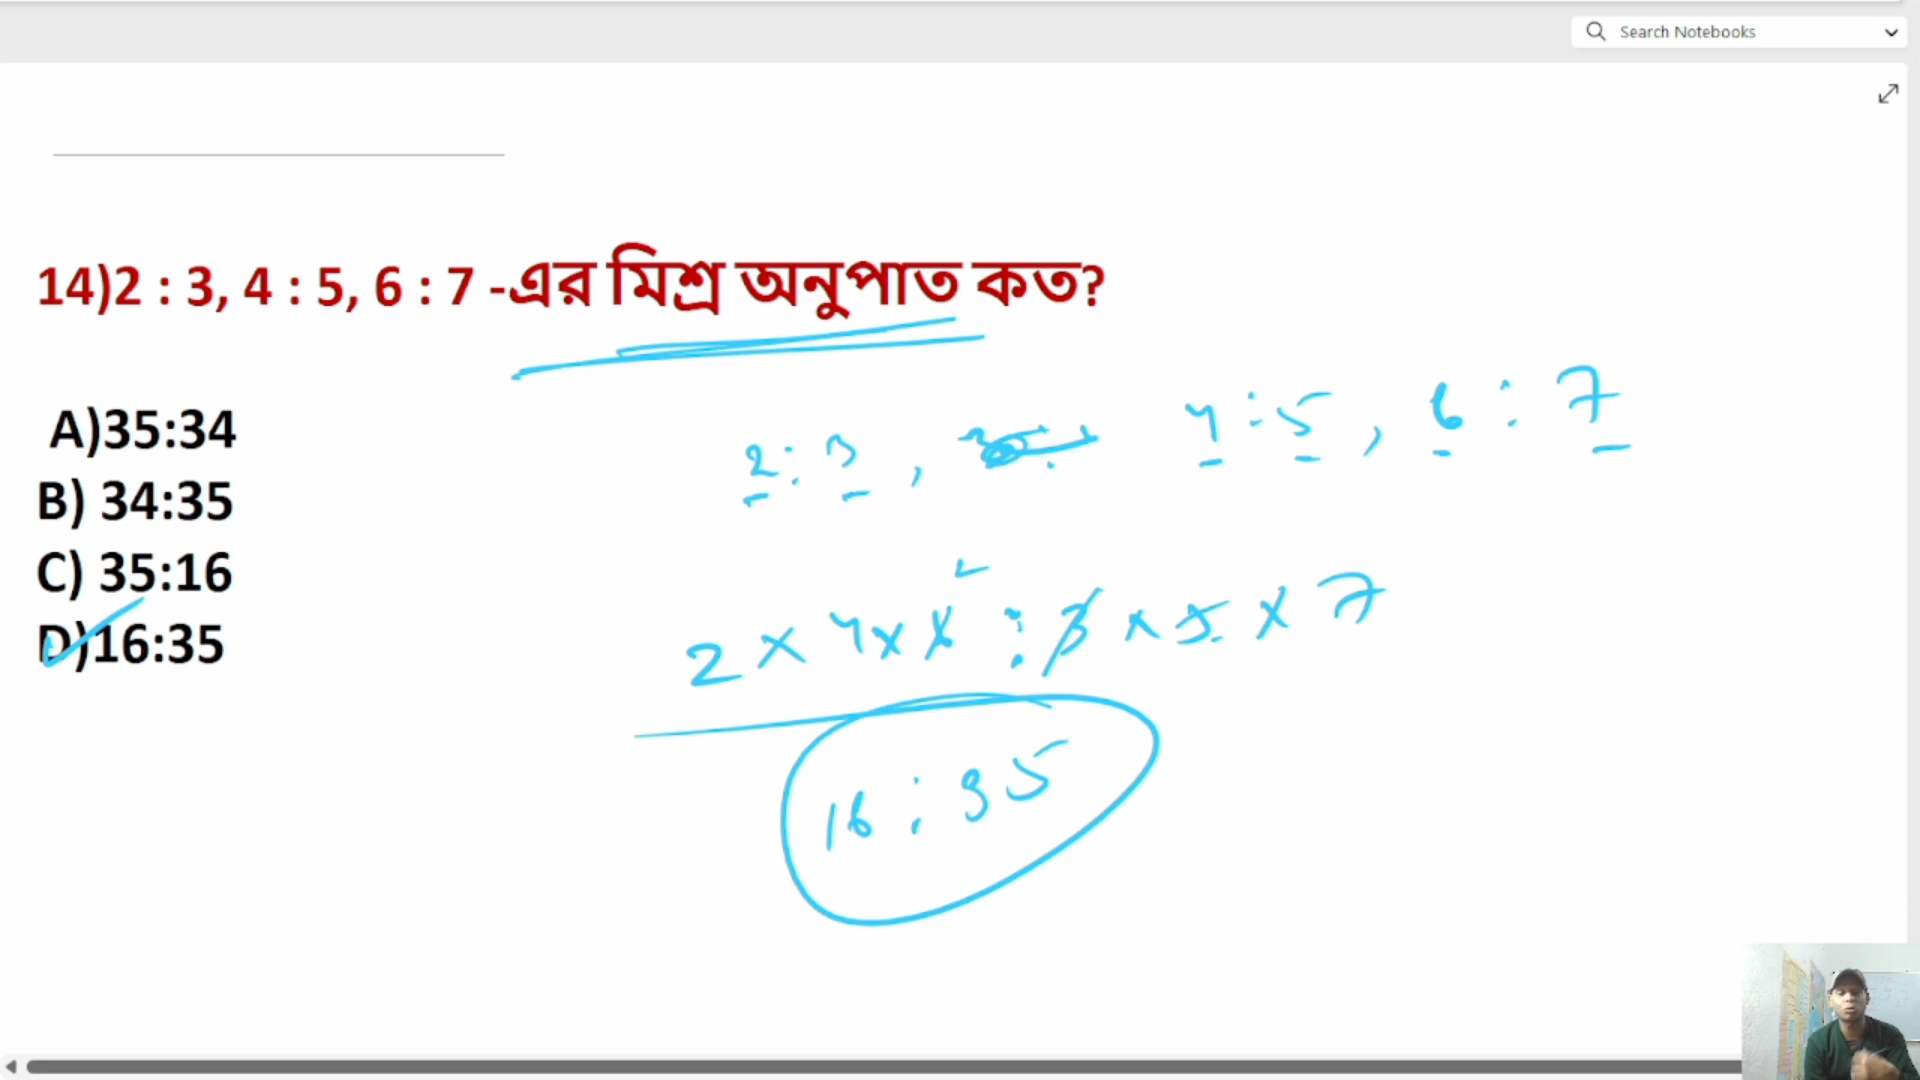 Search Notebooks
14)2 : 3, 4 : 5, 6 : 7 -এর মিশ্র অনুপাত কত?
A)35:34
B) 34:35
C) 35:16
D)16:35
2 : 3 , 4 : 5 , 6 : 7
2 × 4 × 6 2 : 3 × 5 × 7
16 : 35